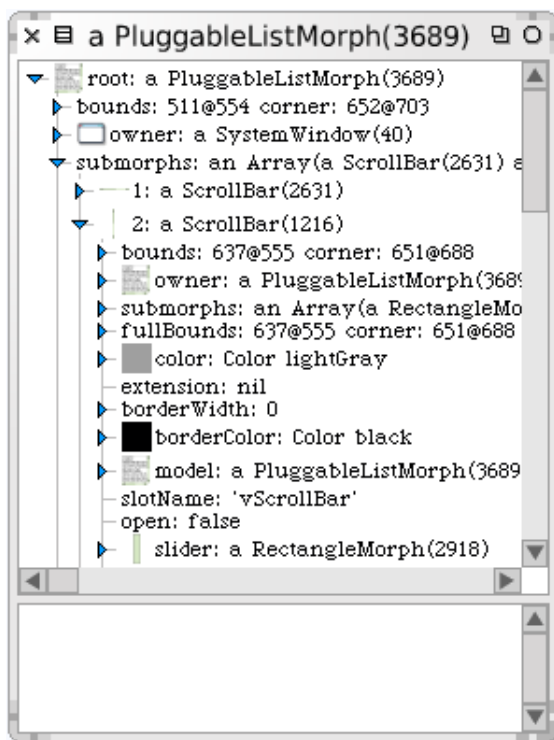 a PluggableListMorph(3689)
root: a PluggableListMorph(3689)
bounds: 511@554 corner: 652@703
owner: a SystemWindow(40)
submorphs: an Array(a ScrollBar(2631) a
1: a ScrollBar(2631)
2: a ScrollBar(1216)
bounds: 637@555 corner: 651@688
owner: a PluggableListMorph(368
submorphs: an Array(a RectangleMo
fullBounds: 637@555 corner: 651@688
color: Color lightGray
extension: nil
borderWidth: 0
borderColor: Color black
model: a PluggableListMorph(3689
slotName: 'vScrollBar'
open: false
slider: a RectangleMorph(2918)